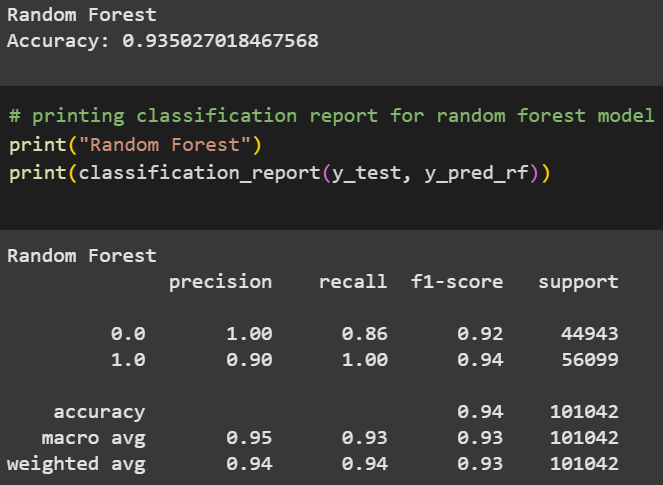 Random Forest
Accuracy: 0.935027018467568
# printing classification report for random forest model
print("Random Forest")
print(classification_report(y_test, y_pred_rf))
Random Forest
precision recall f1-score support
0.0 1.00 0.86 0.92 44943
1.0 0.90 1.00 0.94 56099
accuracy 0.94 101042
macro avg 0.95 0.93 0.93 101042
weighted avg 0.94 0.94 0.93 101042